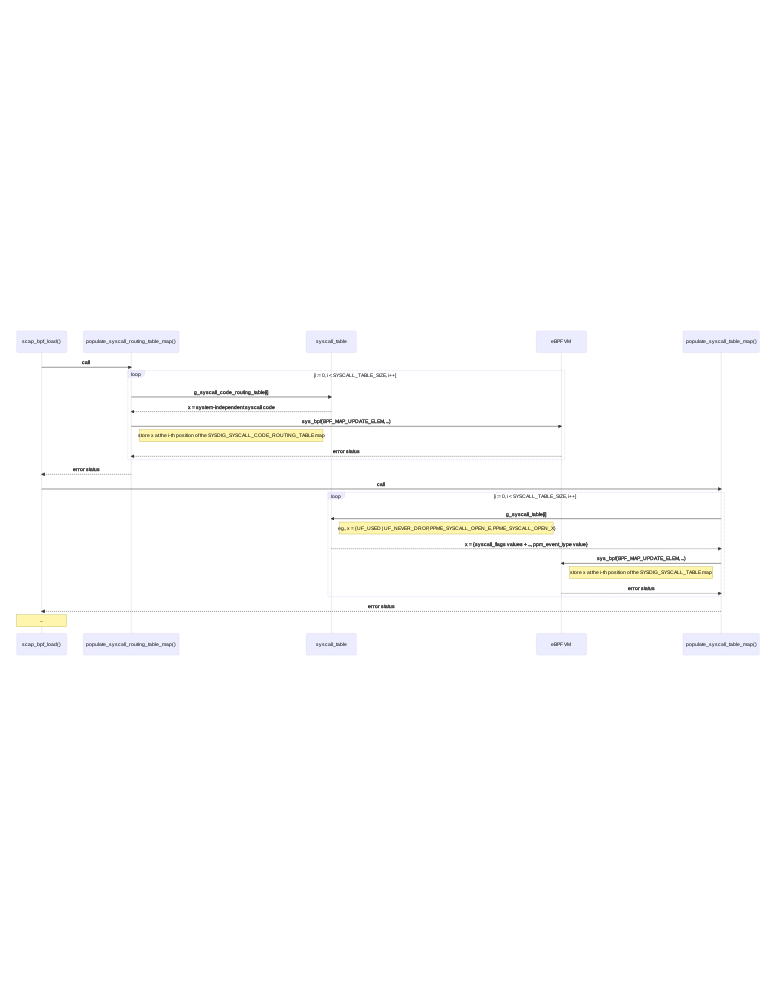 scap_bpf_load() populate_syscall_routing_table_map() syscall_table eBPF VM populate_syscall_table_map()
call
loop [i := 0, i < SYSCALL_TABLE_SIZE, i++]
g_syscall_code_routing_table[i]
x = system-independent syscall code
sys_bpf(BPF_MAP_UPDATE_ELEM, ...)
store x at the i-th position of the SYSDIG_SYSCALL_CODE_ROUTING_TABLE map
error status
error status
call
loop [i := 0, i < SYSCALL_TABLE_SIZE, i++]
g_syscall_table[i]
eg., x = {UF_USED | UF_NEVER_DROP, PPME_SYSCALL_OPEN_E, PPME_SYSCALL_OPEN_X}
x = {syscall_flags values + ..., ppm_event_type value}
sys_bpf(BPF_MAP_UPDATE_ELEM, ...)
store x at the i-th position of the SYSDIG_SYSCALL_TABLE map
error status
error status
...
scap_bpf_load() populate_syscall_routing_table_map() syscall_table eBPF VM populate_syscall_table_map()